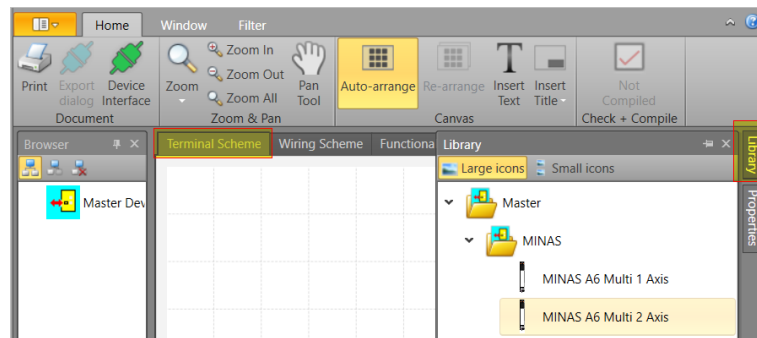 Home Window Filter
Print
Export dialog
Device Interface
Document
Zoom
Zoom In
Zoom Out
Zoom All
Pan Tool
Zoom & Pan
Auto-arrange
Re-arrange
Insert Text
Insert Title
Canvas
Not Compiled
Check + Compile
Browser
Master Dev
Terminal Scheme Wiring Scheme Functiona
Library
Large icons Small icons
Master
MINAS
MINAS A6 Multi 1 Axis
MINAS A6 Multi 2 Axis
Library
Properties